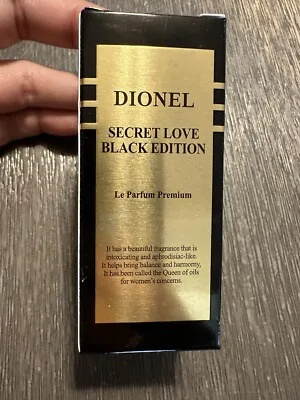 DIONEL
SECRET LOVE
BLACK EDITION
Le Parfum Premium
It has a beautiful fragrance that is
intoxicating and aphrodisiac-like.
It helps bring balance and harmony,
It has been called the Queen of oils
for women's concerns.